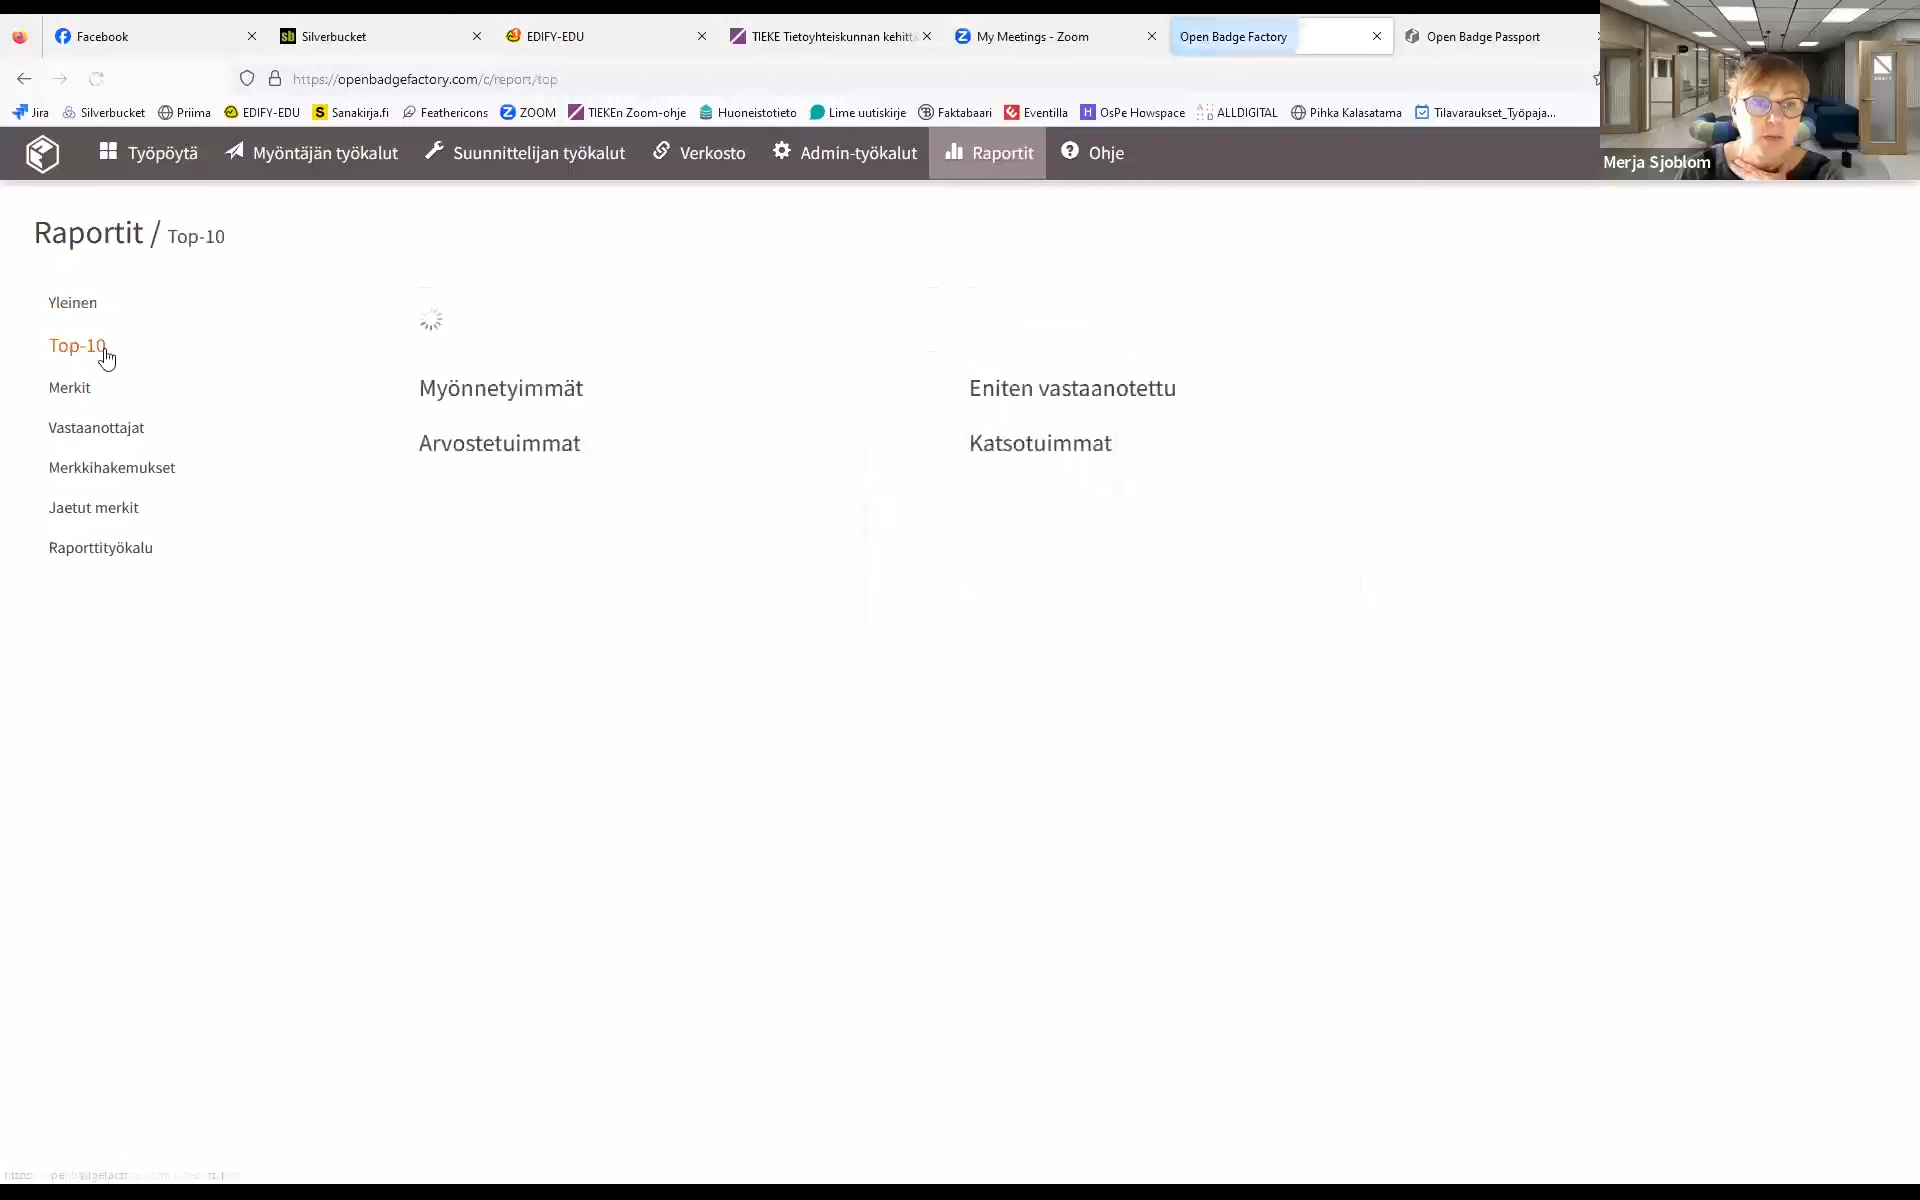 Facebook
Silverbucket
EDIFY-EDU
TIEKE Tietoyhteiskunnan kehittä
My Meetings - Zoom
Open Badge Factory
Open Badge Passport
https://openbadgefactory.com/c/report/top
Jira
Silverbucket
Priima
EDIFY-EDU
Sanakirja.fi
Feathericons
ZOOM
TIEKEn Zoom-ohje
Huoneistotieto
Lime uutiskirje
Faktabaari
Eventilla
OsPe Howspace
ALLDIGITAL
Pihka Kalasatama
Tilavaraukset_Työpaja...
Merja Sjoblom
Työpöytä
Myöntäjän työkalut
Suunnittelijan työkalut
Verkosto
Admin-työkalut
Raportit
Ohje
Raportit / Top-10
Yleinen
Top-10
Merkit
Vastaanottajat
Merkkihakemukset
Jaetut merkit
Raporttityökalu
Myönnetyimmät
Eniten vastaanotettu
Arvostetuimmat
Katsotuimmat